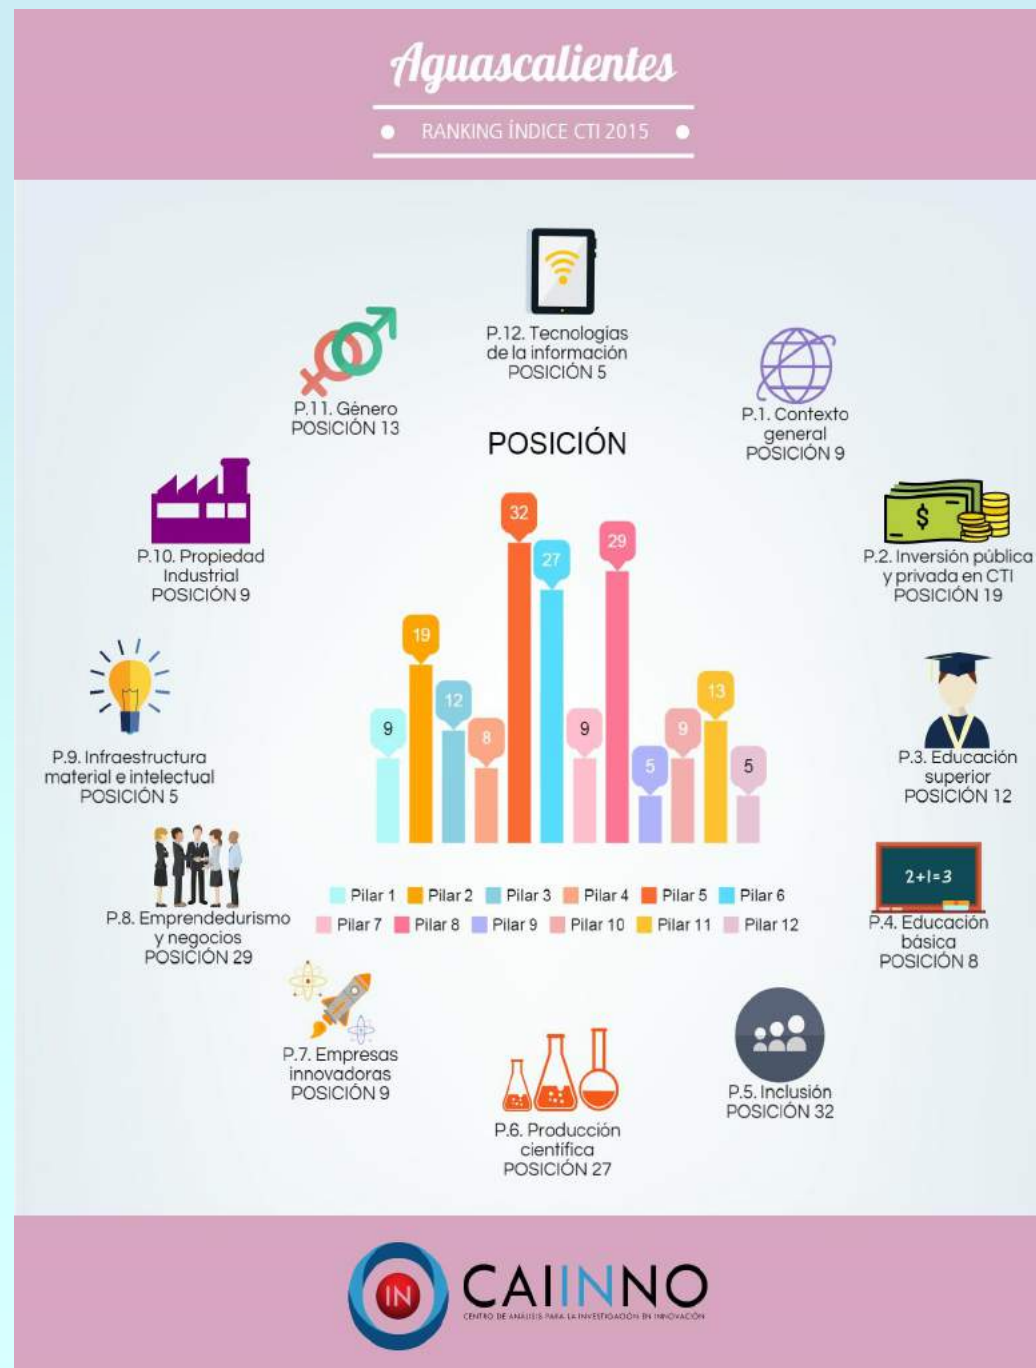 Aguascalientes
RANKING ÍNDICE CTI 2015
P.12. Tecnologías
de la información
POSICIÓN 5
P.11. Género
POSICIÓN 13
P.1. Contexto
general
POSICIÓN 9
POSICIÓN
P.10. Propiedad
Industrial
POSICIÓN 9
$
P.2. Inversión pública
y privada en CTI
POSICIÓN 19
P.9. Infraestructura
material e intelectual
POSICIÓN 5
P.3. Educación
superior
POSICIÓN 12
9
19
12
8
32
27
9
29
5
9
13
5
Pilar 1 Pilar 2 Pilar 3 Pilar 4 Pilar 5 Pilar 6
Pilar 7 Pilar 8 Pilar 9 Pilar 10 Pilar 11 Pilar 12
P.8. Emprendedurismo
y negocios
POSICIÓN 29
2+1=3
P.4. Educación
básica
POSICIÓN 8
P.7. Empresas
innovadoras
POSICIÓN 9
P.6. Producción
científica
POSICIÓN 27
P.5. Inclusión
POSICIÓN 32
IN
CAIINNO
CENTRO DE ANÁLISIS PARA LA INVESTIGACIÓN EN INNOVACIÓN